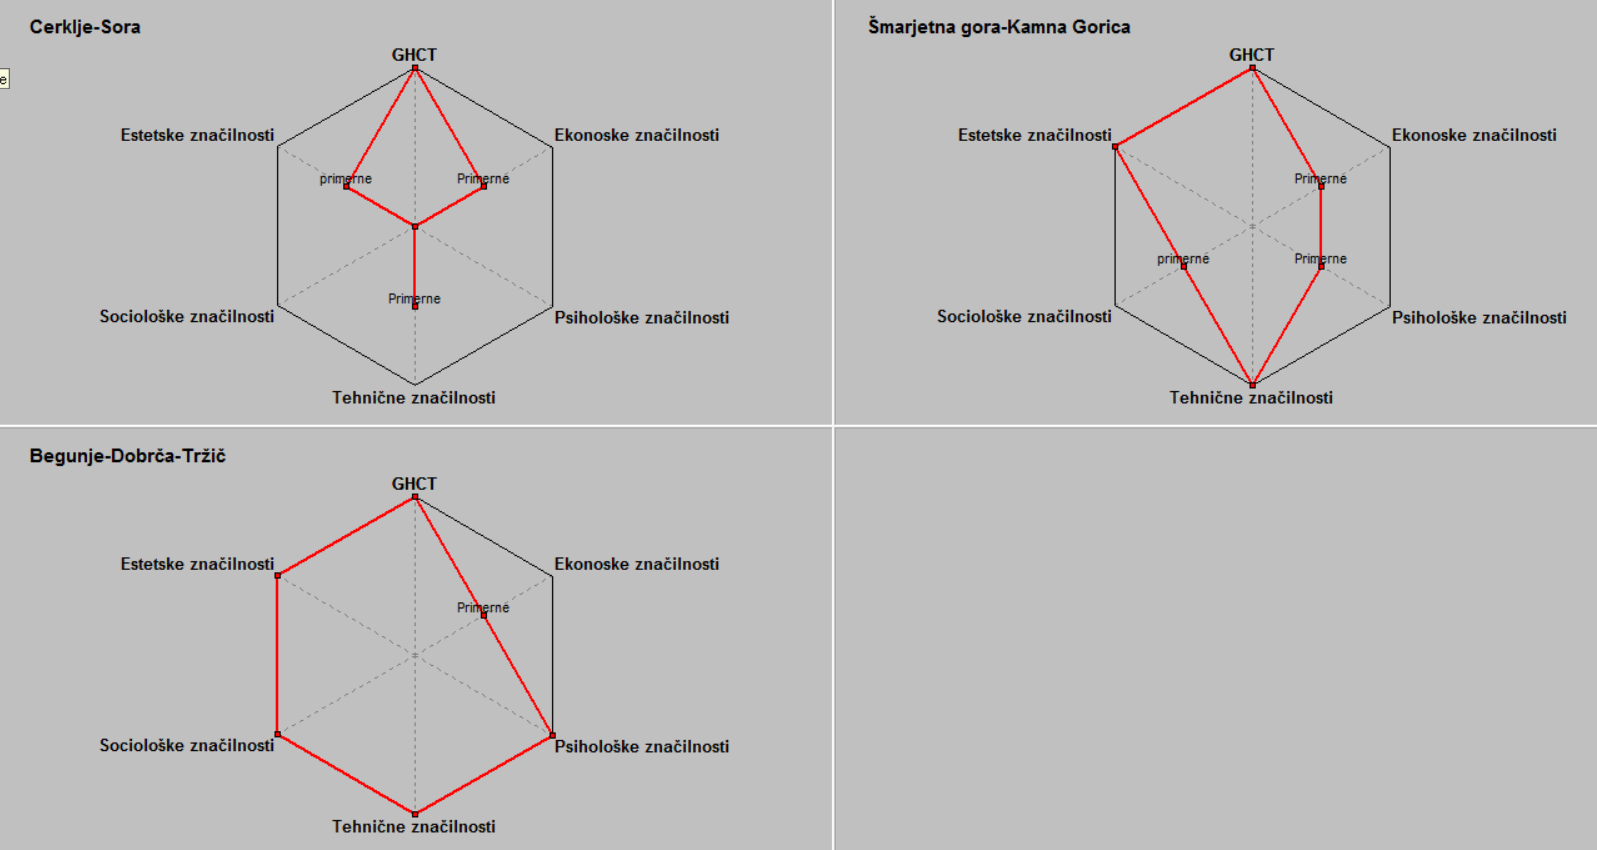 Cerklje-Sora
GHCT
e
Estetske značilnosti
Ekonoske značilnosti
primerne
Primerne
Primerne
Sociološke značilnosti
Psihološke značilnosti
Tehnične značilnosti
Šmarjetna gora-Kamna Gorica
GHCT
Estetske značilnosti
Ekonoske značilnosti
Primerne
primerne
Primerne
Sociološke značilnosti
Psihološke značilnosti
Tehnične značilnosti
Begunje-Dobrča-Tržič
GHCT
Estetske značilnosti
Ekonoske značilnosti
Primerne
Sociološke značilnosti
Psihološke značilnosti
Tehnične značilnosti